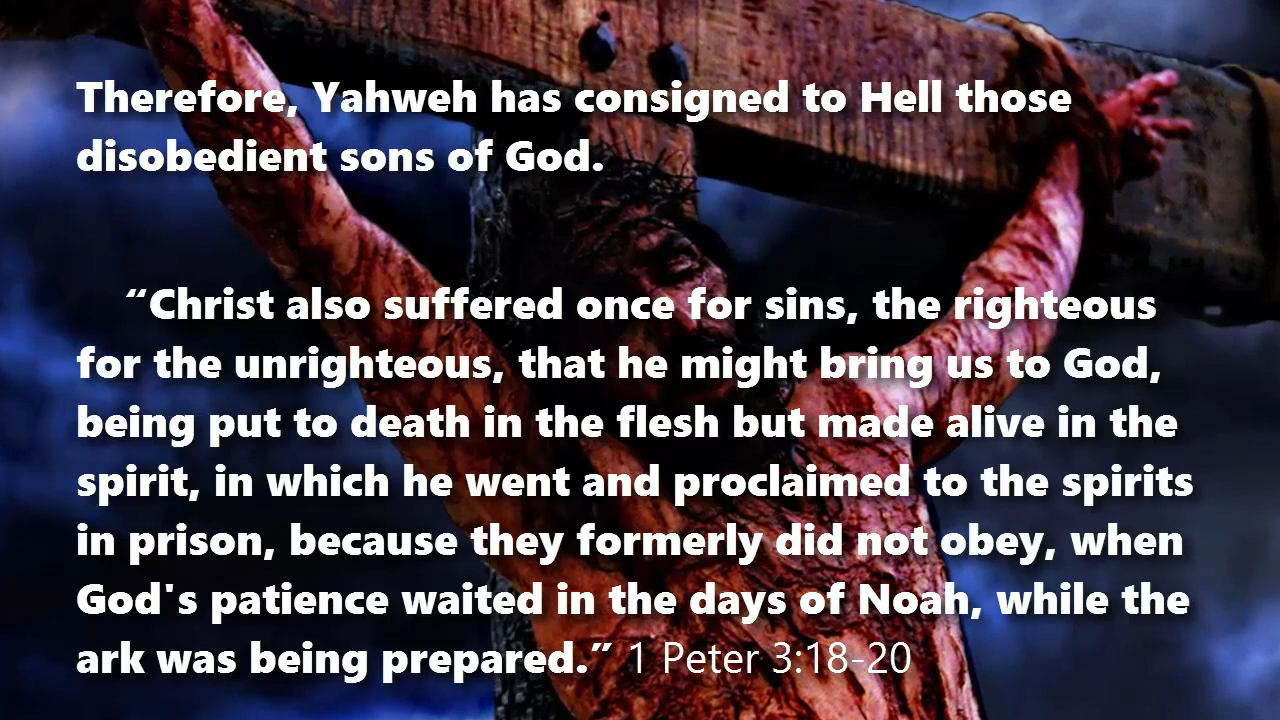 Therefore, Yahweh has consigned to Hell those
disobedient sons of God.
“Christ also suffered once for sins, the righteous
for the unrighteous, that he might bring us to God,
being put to death in the flesh but made alive in the
spirit, in which he went and proclaimed to the spirits
in prison, because they formerly did not obey, when
God's patience waited in the days of Noah, while the
ark was being prepared.” 1 Peter 3:18-20